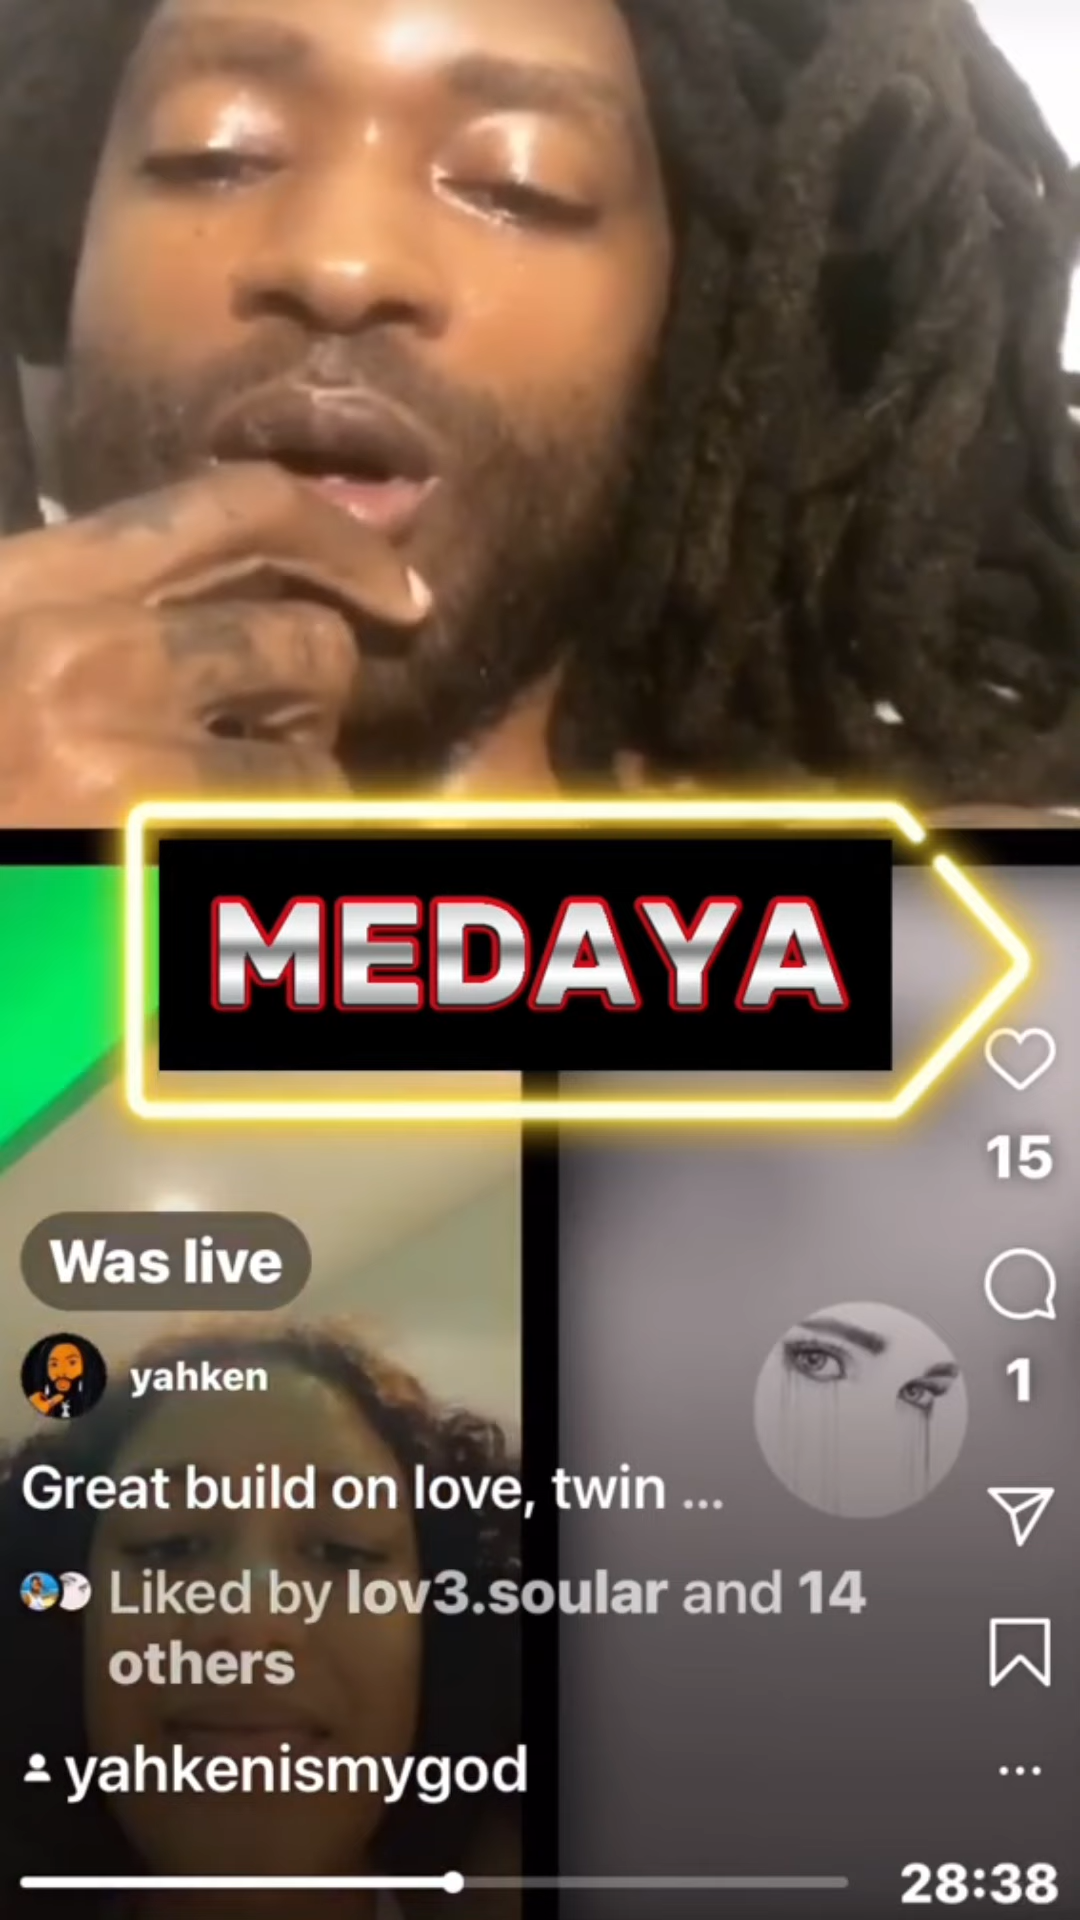 MEDAYA
15
Was live
yahken
1
Great build on love, twin ...
Liked by lov3.soular and 14
others
yahkenismygod
28:38